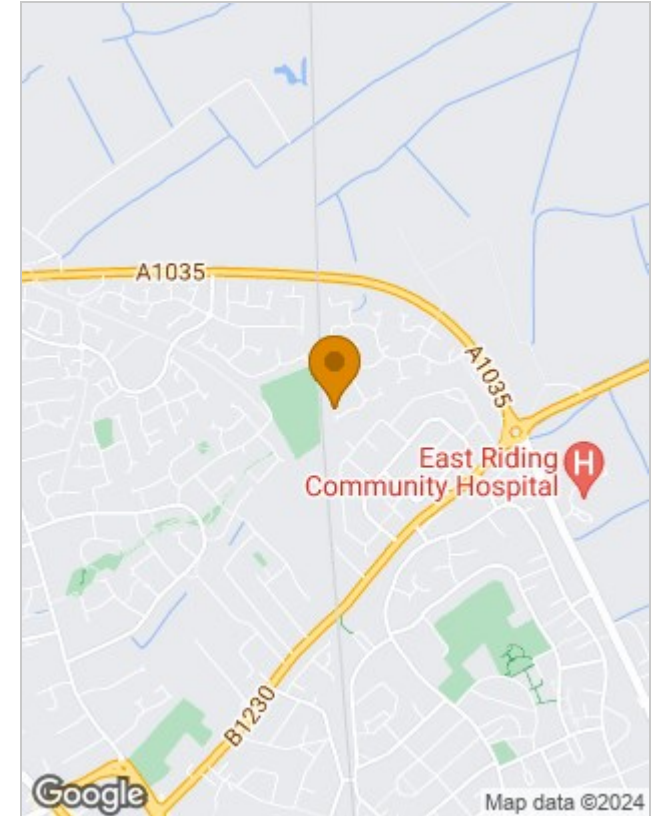 A1035
A1035
East Riding
Community Hospital
H
B1230
Google
Map data ©2024